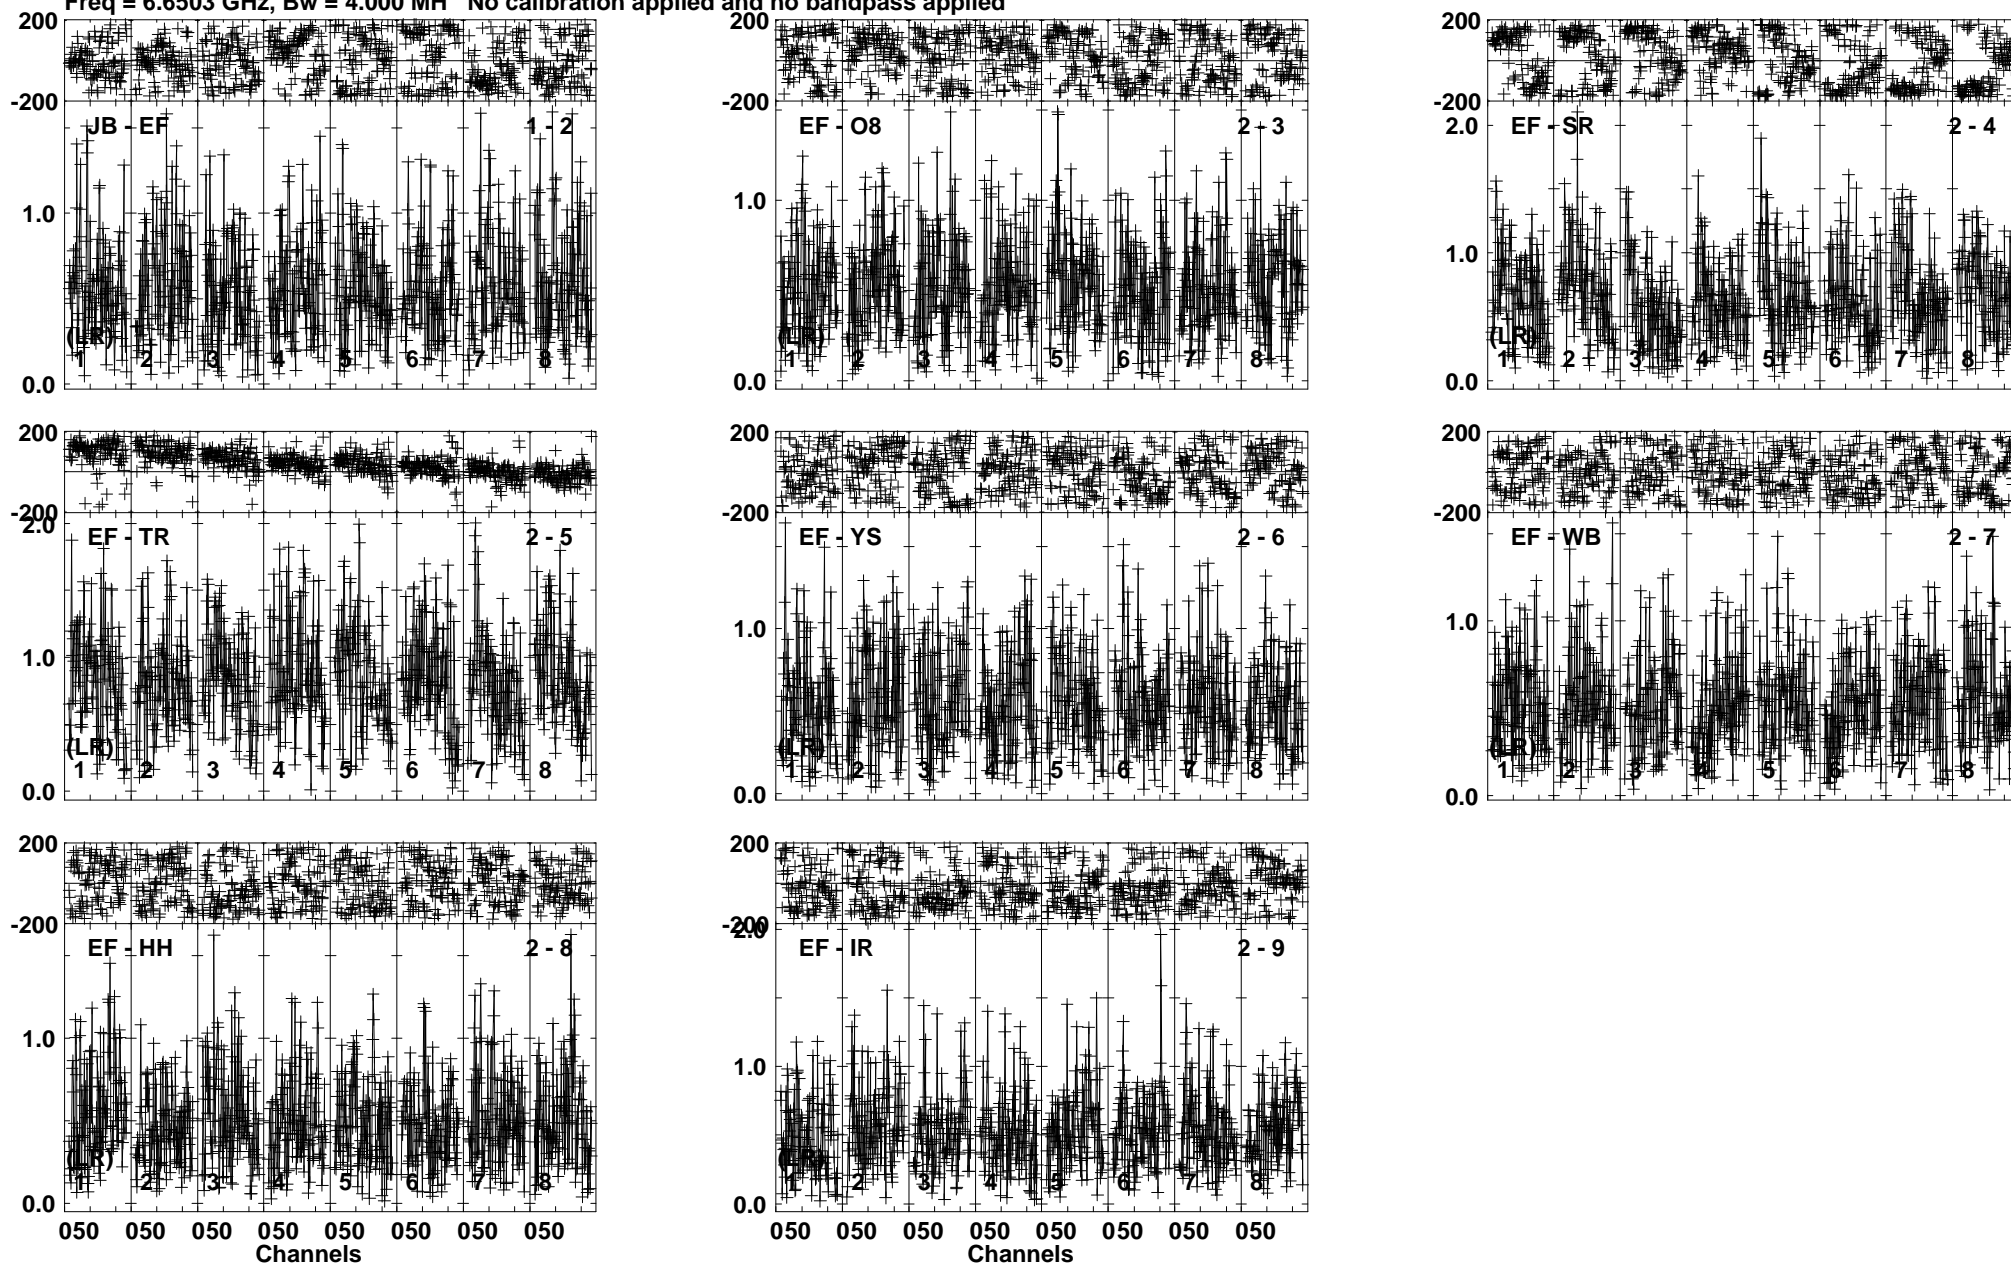 Freq = 6.6503 GHz, Bw = 4.000 MH No calibration applied and no bandpass applied
200
-200
JB - EF 1 - 2
1.0
(LR)
1 2 3 4 5 6 7 8
0.0
200
-200
EF - O8 2 - 3
1.0
(LR)
1 2 3 4 5 6 7 8
0.0
200
-200
2.0
EF - SR 2 - 4
1.0
(LR)
1 2 3 4 5 6 7 8
0.0
200
-200
2.0
EF - TR 2 - 5
1.0
(LR)
1 2 3 4 5 6 7 8
0.0
200
-200
EF - YS 2 - 6
1.0
(LR)
1 2 3 4 5 6 7 8
0.0
200
-200
EF - WB 2 - 7
1.0
(LR)
1 2 3 4 5 6 7 8
0.0
200
-200
EF - HH 2 - 8
1.0
(LR)
1 2 3 4 5 6 7 8
0.0
050 050 050 050 050 050 050 050
Channels
200
-200
2.0
EF - IR 2 - 9
1.0
(LR)
1 2 3 4 5 6 7 8
0.0
050 050 050 050 050 050 050 050
Channels